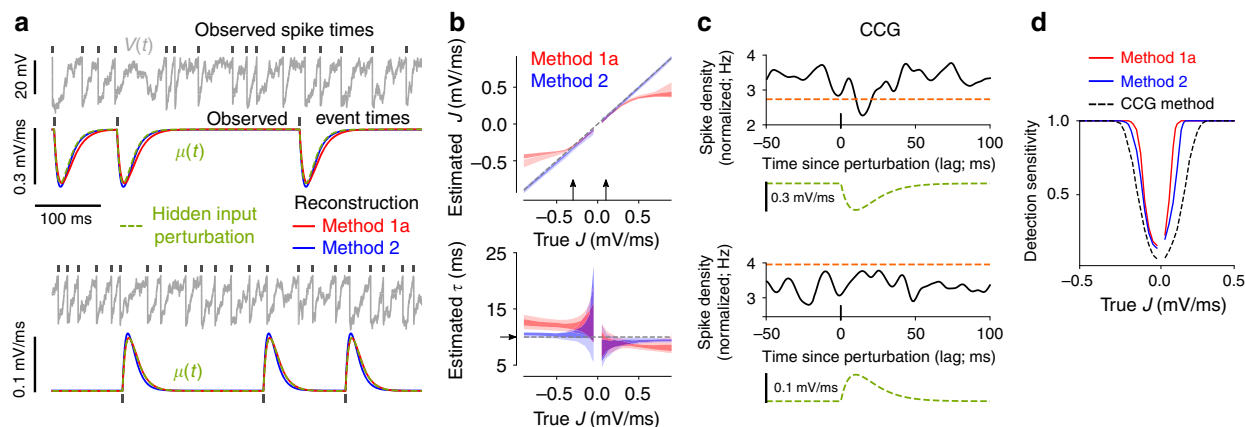 a
Observed spike times
V(t)
20 mV
Observed event times
μ(t)
0.3 mV/ms
100 ms
Reconstruction
Hidden input
perturbation
Method 1a
Method 2
0.1 mV/ms
μ(t)
b
Method 1a
Method 2
Estimated J (mV/ms)
0.5
0.0
−0.5
−0.5 0.0 0.5
True J (mV/ms)
Estimated τ (ms)
25
15
5
−0.5 0.0 0.5
True J (mV/ms)
c
CCG
Spike density
(normalized; Hz)
4
3
2
−50 0 50 100
Time since perturbation (lag; ms)
0.3 mV/ms
Spike density
(normalized; Hz)
4
3
−50 0 50 100
Time since perturbation (lag; ms)
0.1 mV/ms
d
Method 1a
Method 2
CCG method
Detection sensitivity
1.0
0.5
−0.5 0.0 0.5
True J (mV/ms)